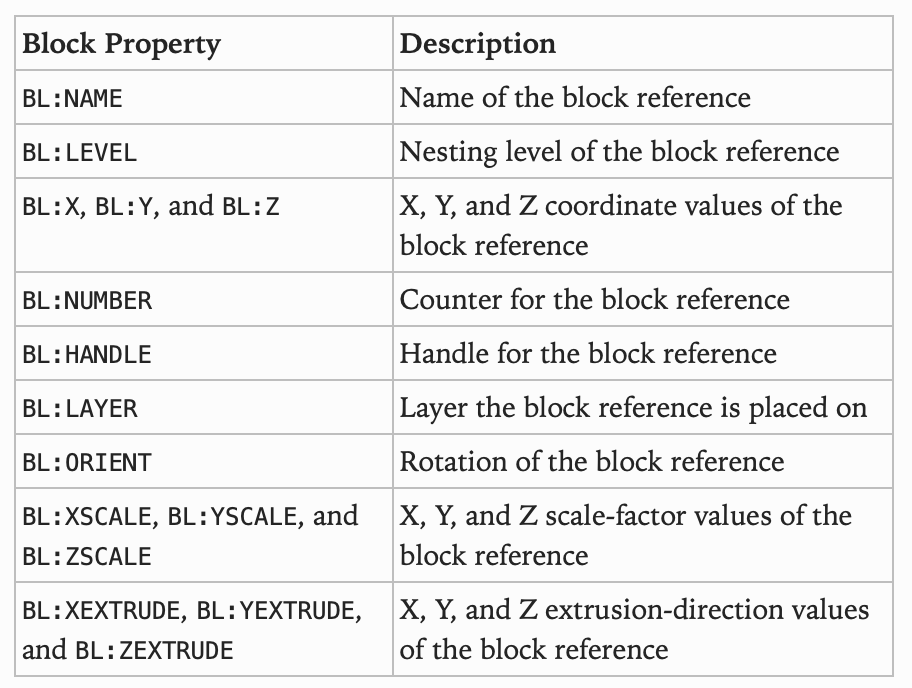 Block Property Description
BL:NAME Name of the block reference
BL:LEVEL Nesting level of the block reference
BL:X, BL:Y, and BL:Z X, Y, and Z coordinate values of the
block reference
BL:NUMBER Counter for the block reference
BL:HANDLE Handle for the block reference
BL:LAYER Layer the block reference is placed on
BL:ORIENT Rotation of the block reference
BL:XSCALE, BL:YSCALE, and X, Y, and Z scale-factor values of the
BL:ZSCALE block reference
BL:XEXTRUDE, BL:YEXTRUDE, X, Y, and Z extrusion-direction values
and BL:ZEXTRUDE of the block reference